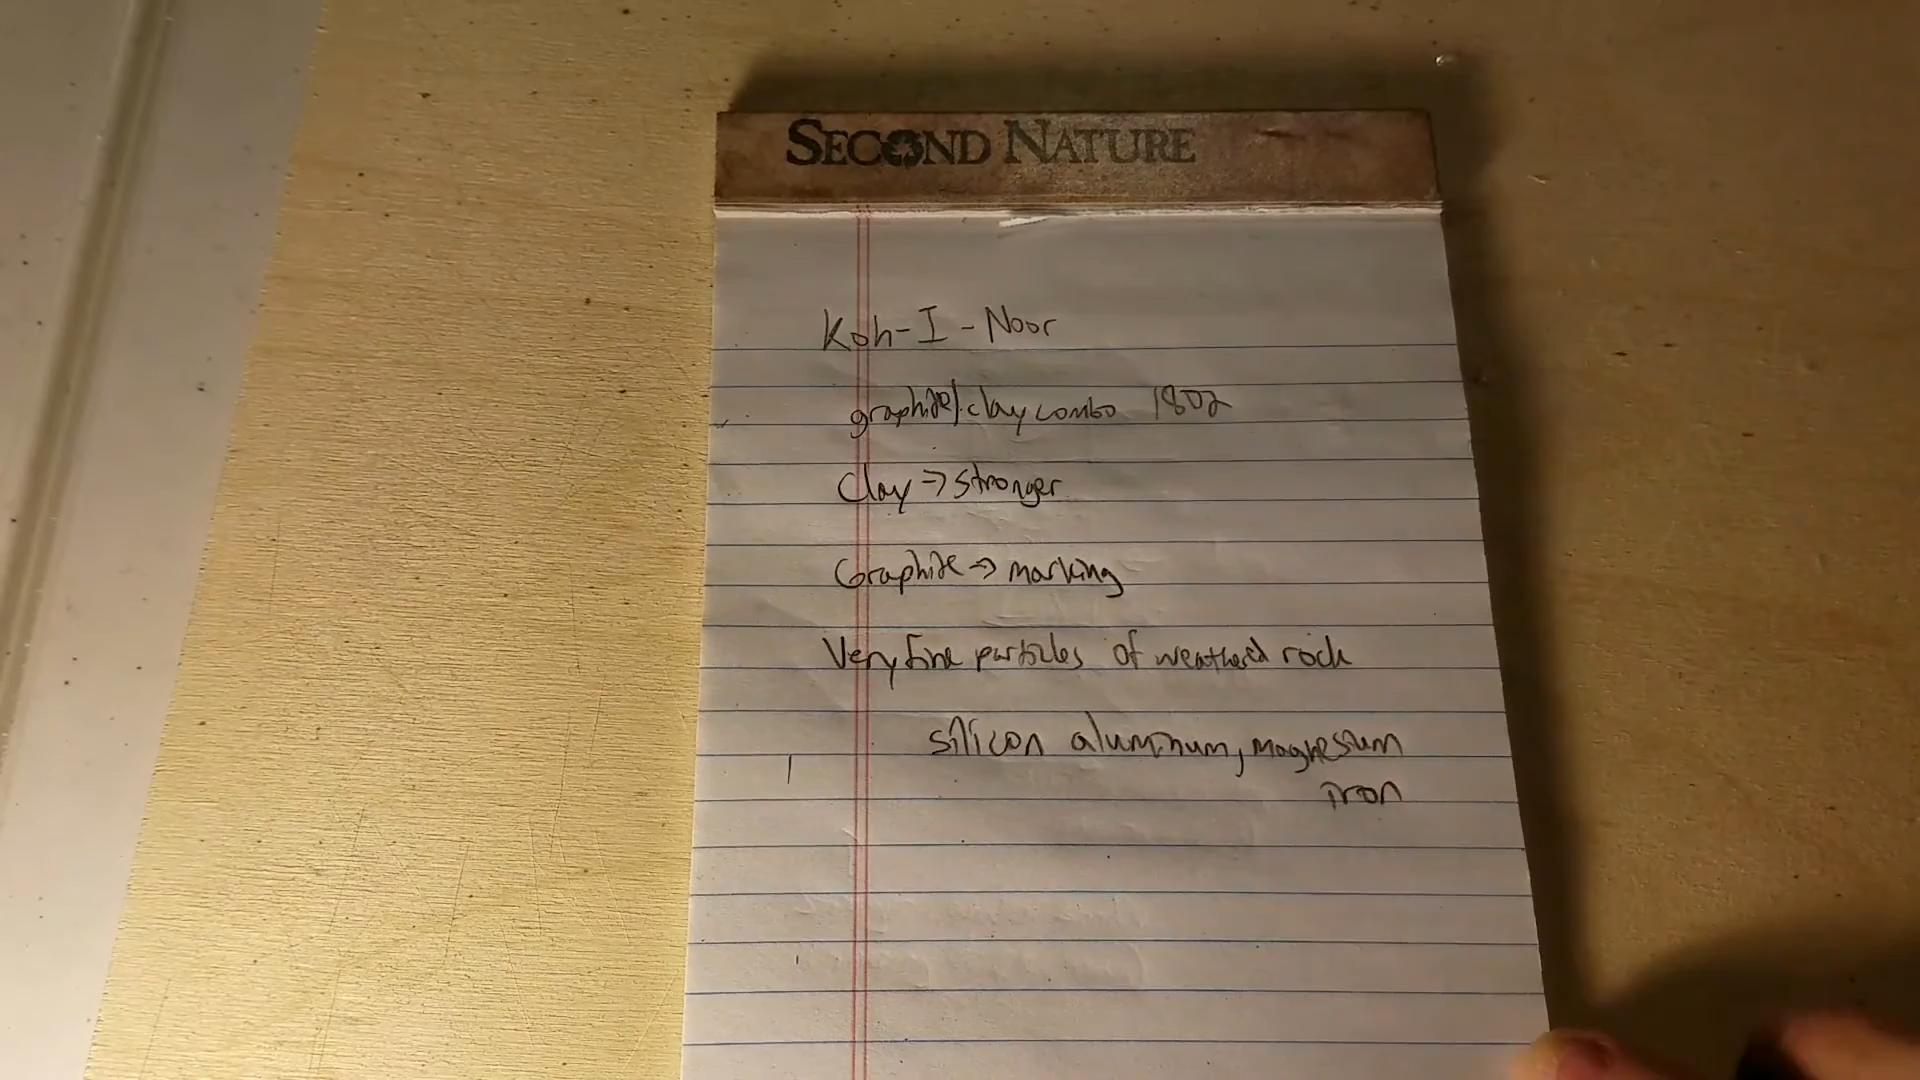 SECOND NATURE
Koh-I-Noor
graphite/clay combo 1802
Clay → stronger
Graphite → marking
Very fine particles of weathered rock
silicon aluminum, magnesium
iron